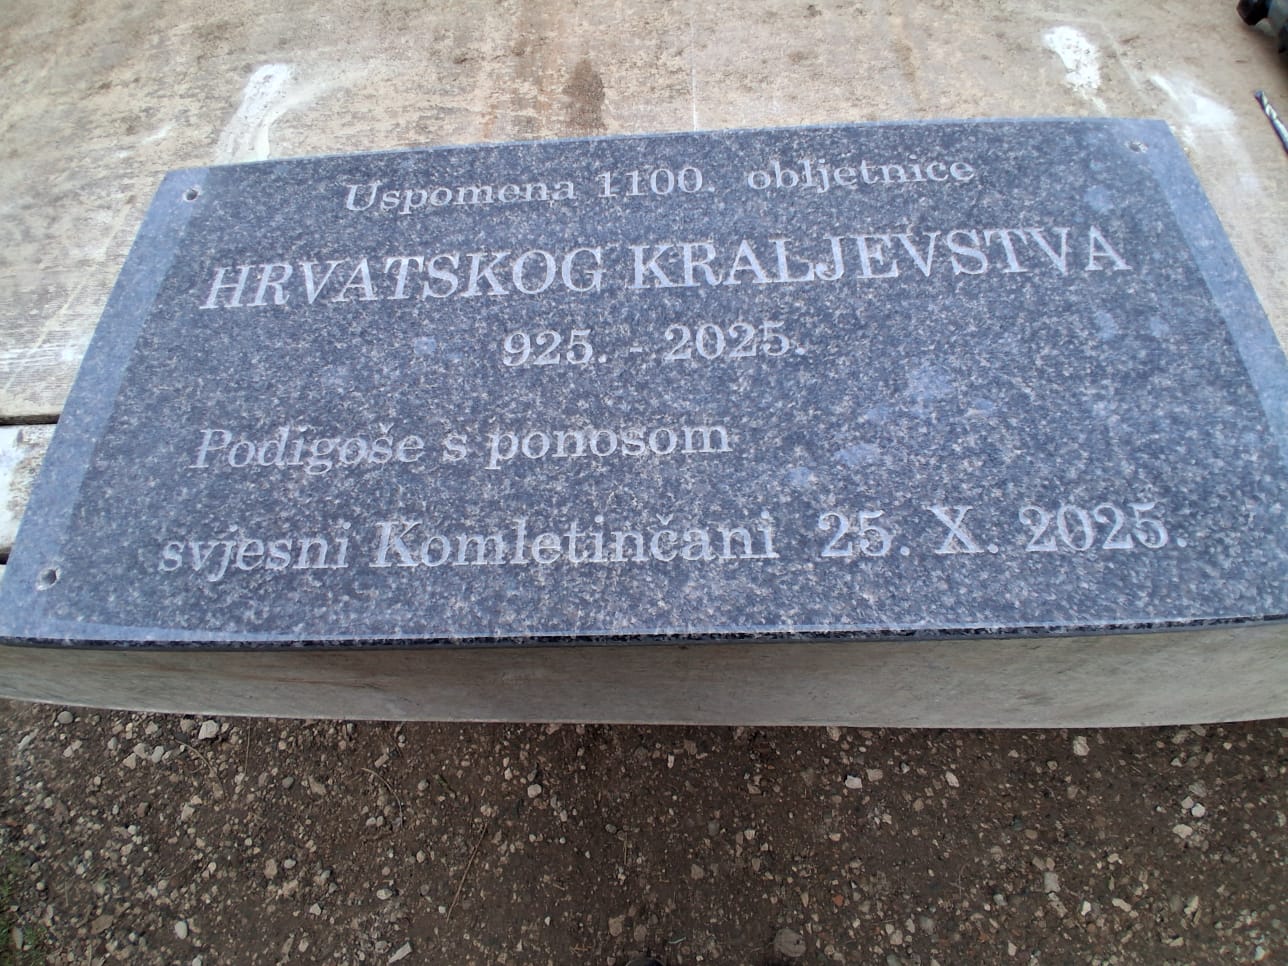 Uspomena 1100. obljetnice
HRVATSKOG KRALJEVSTVA
925. - 2025.
Podigoše s ponosom
svjesni Komletinčani 25. X. 2025.